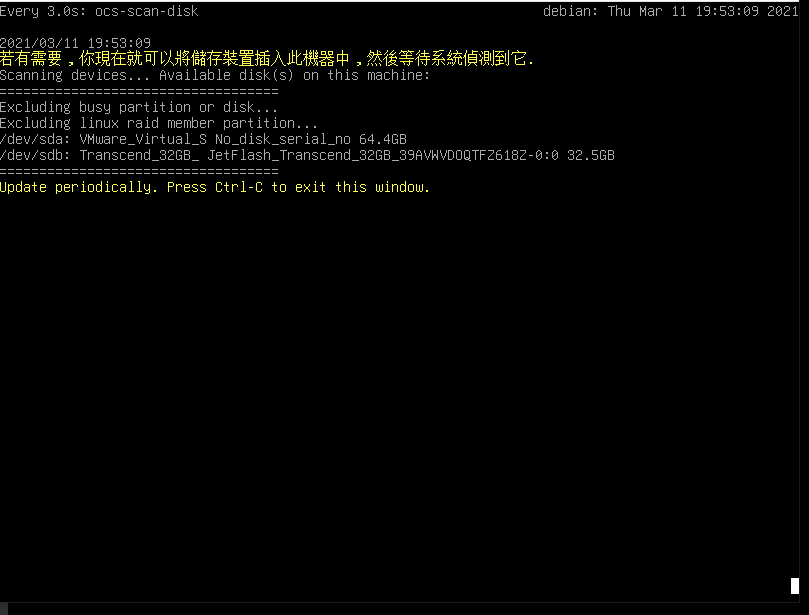 Every 3.0s: ocs-scan-disk debian: Thu Mar 11 19:53:09 2021
2021/03/11 19:53:09
若有需要，你現在就可以將儲存裝置插入此機器中，然後等待系統偵測到它.
Scanning devices... Available disk(s) on this machine:
===================================
Excluding busy partition or disk...
Excluding linux raid member partition...
/dev/sda: VMware_Virtual_S No_disk_serial_no 64.4GB
/dev/sdb: Transcend_32GB_ JetFlash_Transcend_32GB_39AVWVDOQTFZ618Z-0:0 32.5GB
===================================
Update periodically. Press Ctrl-C to exit this window.